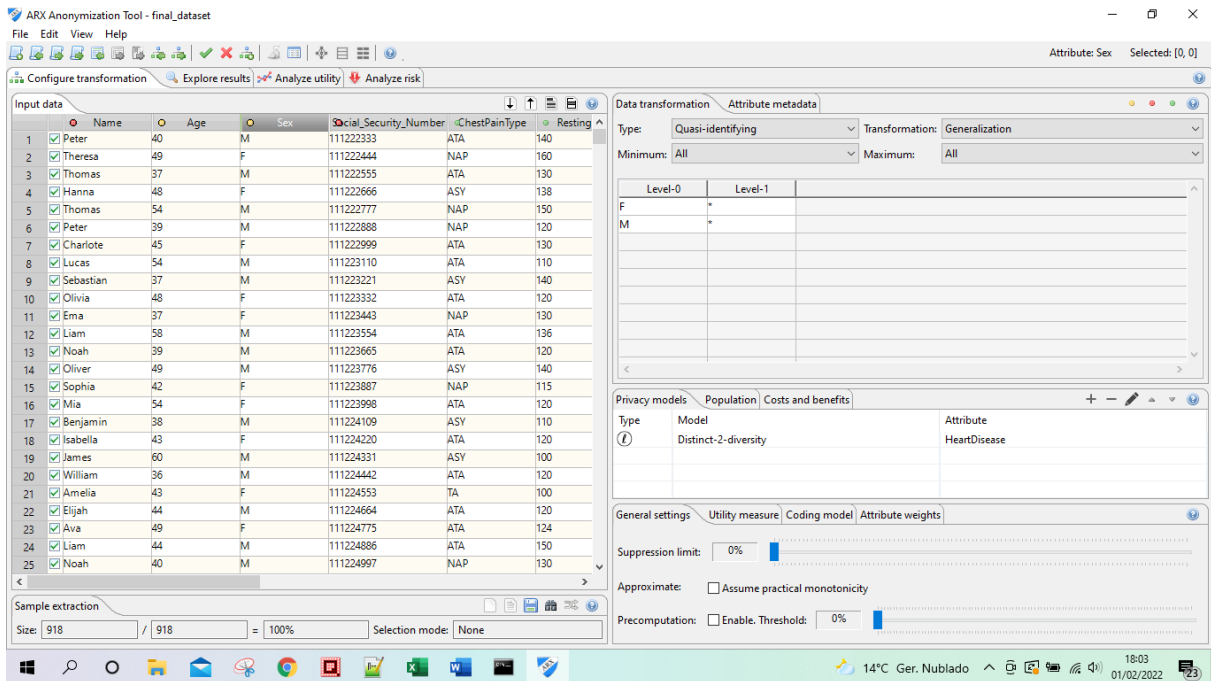 ARX Anonymization Tool - final_dataset
File Edit View Help
Attribute: Sex Selected: [0, 0]
Configure transformation Explore results Analyze utility Analyze risk
Input data
Name Age Sex Social_Security_Number ChestPainType Resting
1 Peter 40 M 111222333 ATA 140
2 Theresa 49 F 111222444 NAP 160
3 Thomas 37 M 111222555 ATA 130
4 Hanna 48 F 111222666 ASY 138
5 Thomas 54 M 111222777 NAP 150
6 Peter 39 M 111222888 NAP 120
7 Charlote 45 F 111222999 ATA 130
8 Lucas 54 M 111223110 ATA 110
9 Sebastian 37 M 111223221 ASY 140
10 Olivia 48 F 111223332 ATA 120
11 Ema 37 F 111223443 NAP 130
12 Liam 58 M 111223554 ATA 136
13 Noah 39 M 111223665 ATA 120
14 Oliver 49 M 111223776 ASY 140
15 Sophia 42 F 111223887 NAP 115
16 Mia 54 F 111223998 ATA 120
17 Benjamin 38 M 111224109 ASY 110
18 Isabella 43 F 111224220 ATA 120
19 James 60 M 111224331 ASY 100
20 William 36 M 111224442 ATA 120
21 Amelia 43 F 111224553 TA 100
22 Elijah 44 M 111224664 ATA 120
23 Ava 49 F 111224775 ATA 124
24 Liam 44 M 111224886 ATA 150
25 Noah 40 M 111224997 NAP 130
Sample extraction
Size: 918 / 918 = 100% Selection mode: None
Data transformation Attribute metadata
Type: Quasi-identifying Transformation: Generalization
Minimum: All Maximum: All
Level-0 Level-1
F *
M *
Privacy models Population Costs and benefits
Type Model Attribute
ℓ Distinct-2-diversity HeartDisease
General settings Utility measure Coding model Attribute weights
Suppression limit: 0%
Approximate: Assume practical monotonicity
Precomputation: Enable. Threshold: 0%
14°C Ger. Nublado
18:03
01/02/2022
23